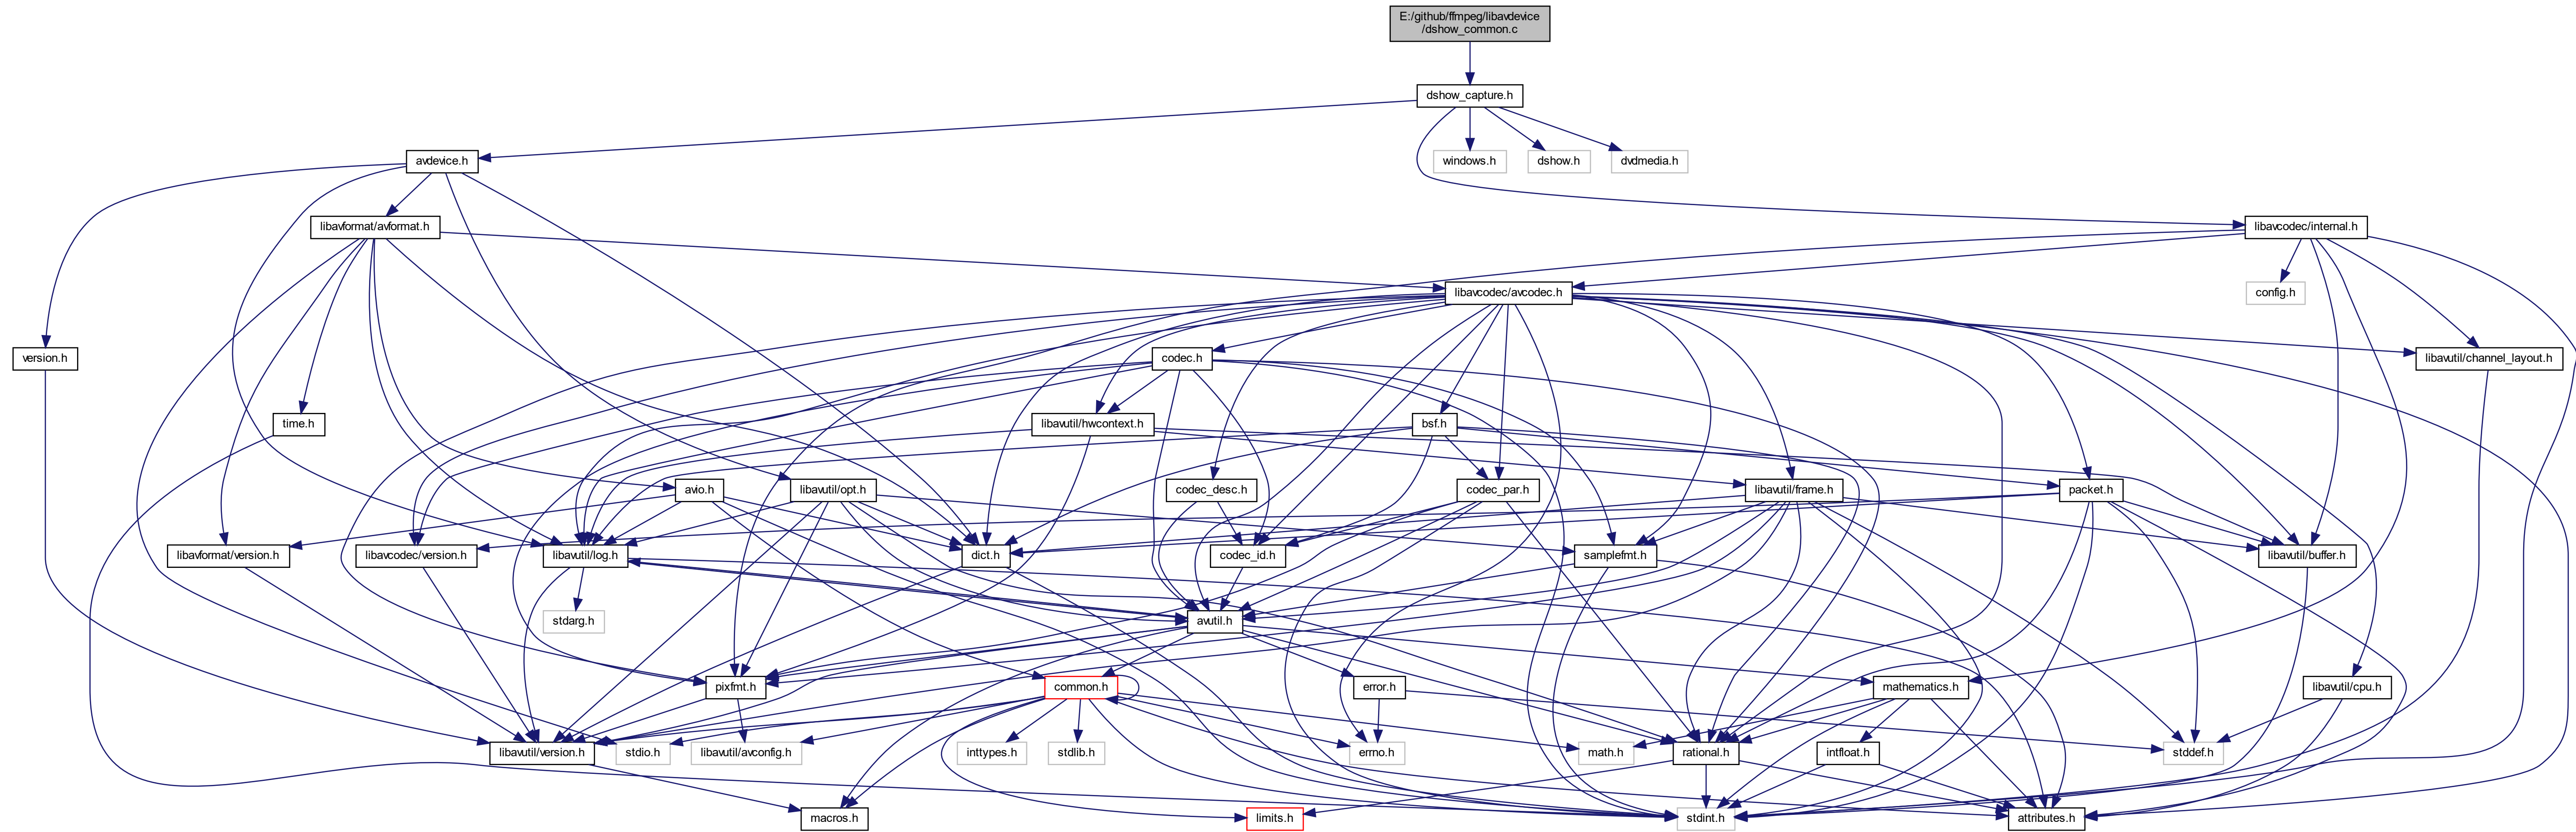 E:/github/ffmpeg/libavdevice
/dshow_common.c
dshow_capture.h
avdevice.h
windows.h
dshow.h
dvdmedia.h
libavformat/avformat.h
libavcodec/internal.h
libavcodec/avcodec.h
config.h
version.h
codec.h
libavutil/channel_layout.h
time.h
libavutil/hwcontext.h
bsf.h
avio.h
libavutil/opt.h
codec_desc.h
codec_par.h
libavutil/frame.h
packet.h
libavformat/version.h
libavcodec/version.h
libavutil/log.h
dict.h
codec_id.h
samplefmt.h
libavutil/buffer.h
stdarg.h
avutil.h
pixfmt.h
common.h
error.h
mathematics.h
libavutil/cpu.h
libavutil/version.h
stdio.h
libavutil/avconfig.h
inttypes.h
stdlib.h
errno.h
math.h
rational.h
intfloat.h
stddef.h
macros.h
limits.h
stdint.h
attributes.h